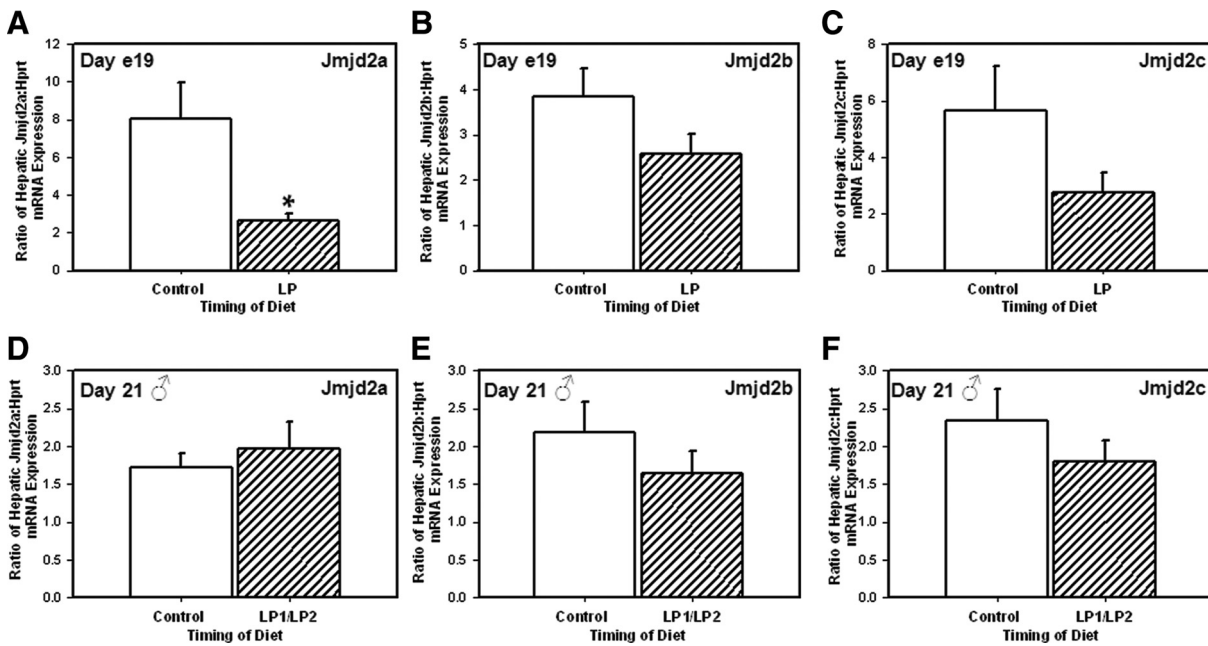 A
Ratio of Hepatic Jmjd2a:Hprt
mRNA Expression
12
10
8
6
4
2
0
Day e19
Jmjd2a
*
Control
LP
Timing of Diet
B
Ratio of Hepatic Jmjd2b:Hprt
mRNA Expression
5
4
3
2
1
0
Day e19
Jmjd2b
Control
LP
Timing of Diet
C
Ratio of Hepatic Jmjd2c:Hprt
mRNA Expression
8
6
4
2
0
Day e19
Jmjd2c
Control
LP
Timing of Diet
D
Ratio of Hepatic Jmjd2a:Hprt
mRNA Expression
3.0
2.5
2.0
1.5
1.0
0.5
0.0
Day 21 ♂
Jmjd2a
Control
LP1/LP2
Timing of Diet
E
Ratio of Hepatic Jmjd2b:Hprt
mRNA Expression
3.0
2.5
2.0
1.5
1.0
0.5
0.0
Day 21 ♂
Jmjd2b
Control
LP1/LP2
Timing of Diet
F
Ratio of Hepatic Jmjd2c:Hprt
mRNA Expression
3.0
2.5
2.0
1.5
1.0
0.5
0.0
Day 21 ♂
Jmjd2c
Control
LP1/LP2
Timing of Diet